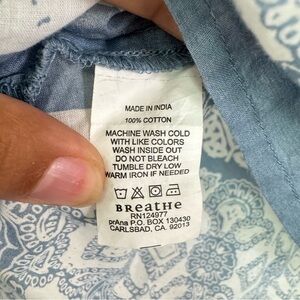 MADE IN INDIA
100% COTTON
MACHINE WASH COLD
WITH LIKE COLORS
WASH INSIDE OUT
DO NOT BLEACH
TUMBLE DRY LOW
WARM IRON IF NEEDED
BReaTHe
RN124977
prAna P.O. BOX 130430
CARLSBAD, CA. 92013